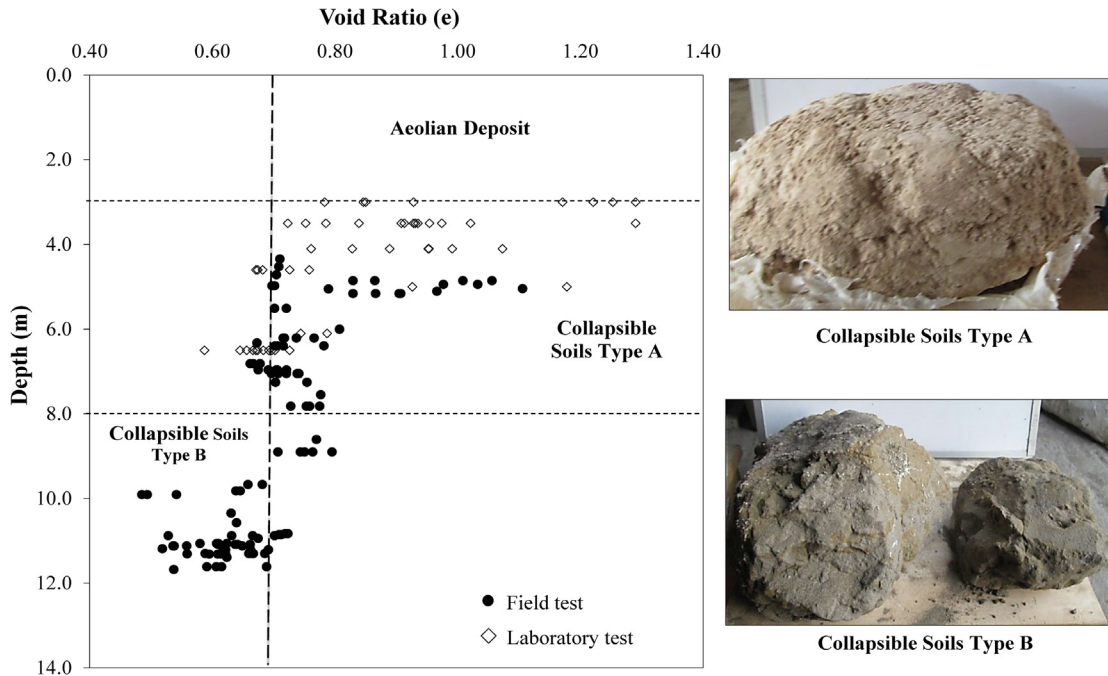 Void Ratio (e)
0.40 0.60 0.80 1.00 1.20 1.40
0.0
Aeolian Deposit
2.0
4.0
Collapsible
Soils Type A
6.0
Depth (m)
8.0
Collapsible Soils
Type B
10.0
12.0
Field test
Laboratory test
14.0
Collapsible Soils Type A
Collapsible Soils Type B